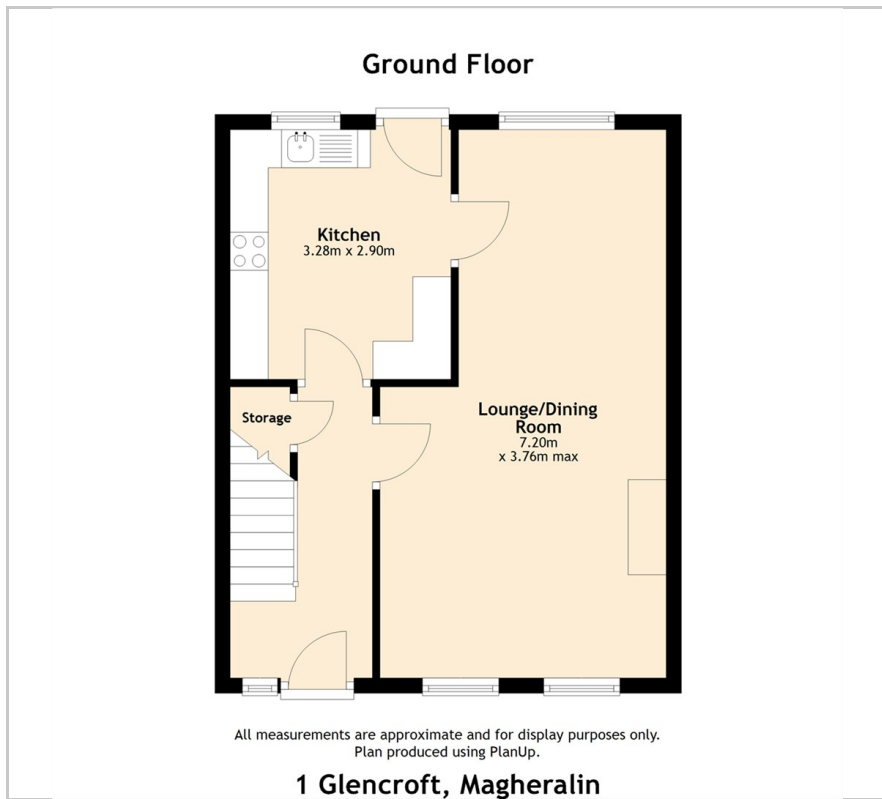 Ground Floor
Kitchen
3.28m x 2.90m
Storage
Lounge/Dining
Room
7.20m
x 3.76m max
All measurements are approximate and for display purposes only.
Plan produced using PlanUp.
1 Glencroft, Magheralin